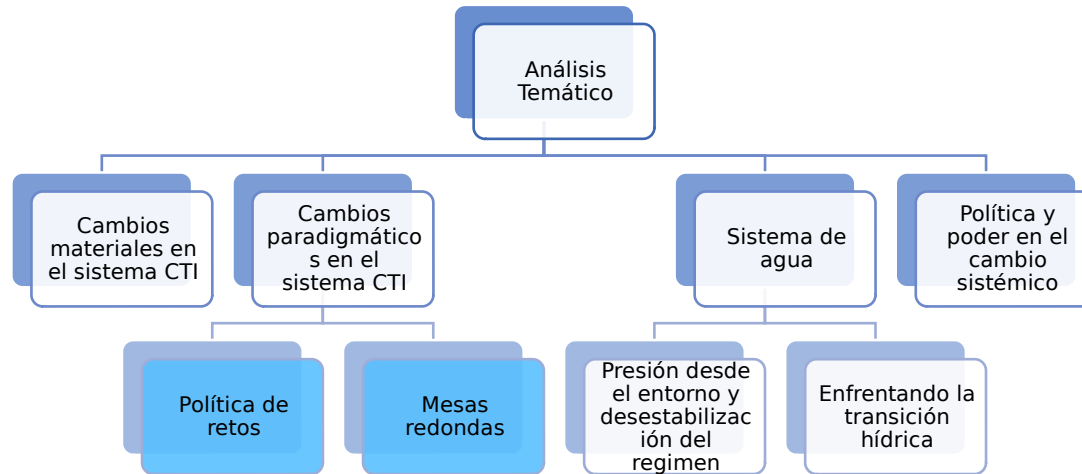 Análisis
Temático
Cambios
materiales en
el sistema CTI
Cambios
paradigmático
s en el
sistema CTI
Sistema de
agua
Política y
poder en el
cambio
sistémico
Política de
retos
Mesas
redondas
Presión desde
el entorno y
desestabilizac
ión del
regimen
Enfrentando la
transición
hídrica